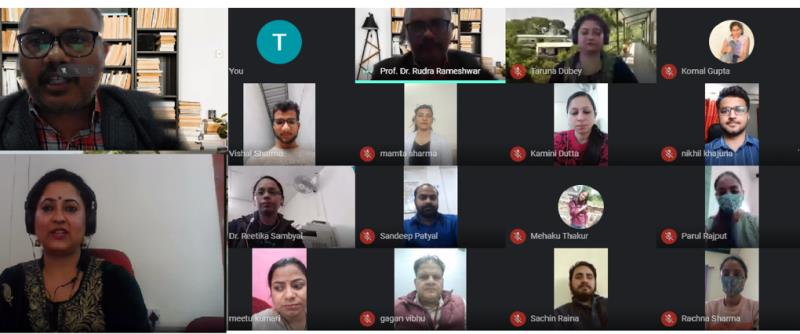 T
You
Prof. Dr. Rudra Rameshwar
Taruna Dubey
Komal Gupta
Vishal Sharma
mamta sharma
Kamini Dutta
nikhil khajuria
Dr. Reetika Sambyal
Sandeep Patyal
Mehaku Thakur
Parul Rajput
meetu kumari
gagan vibhu
Sachin Raina
Rachna Sharma